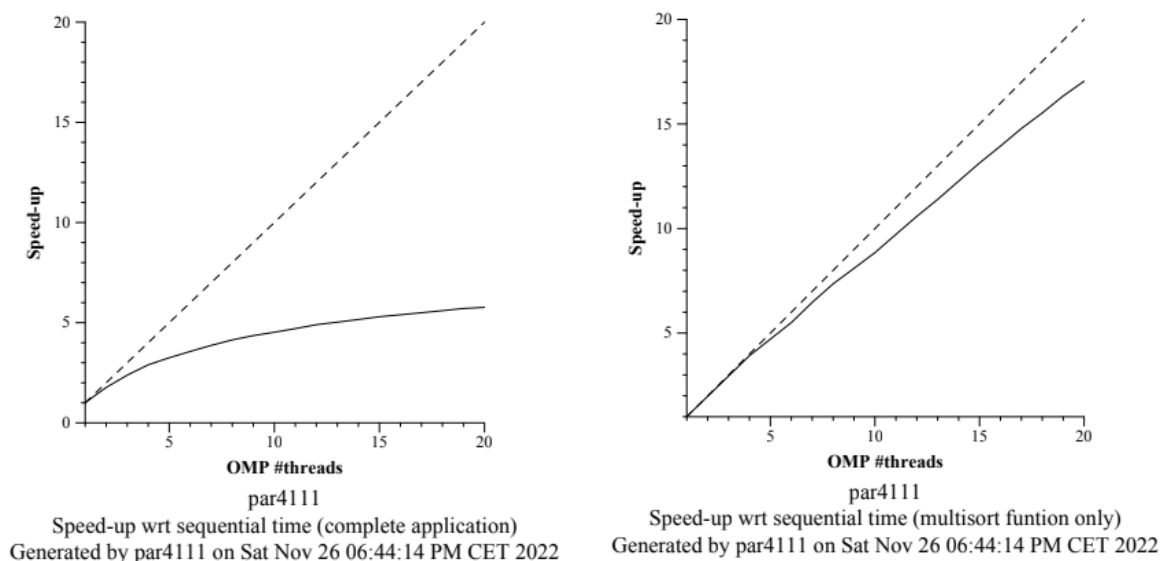 20
15
10
5
0
Speed-up
5 10 15 20
OMP #threads
par4111
Speed-up wrt sequential time (complete application)
Generated by par4111 on Sat Nov 26 06:44:14 PM CET 2022
20
15
10
5
Speed-up
5 10 15 20
OMP #threads
par4111
Speed-up wrt sequential time (multisort funtion only)
Generated by par4111 on Sat Nov 26 06:44:14 PM CET 2022